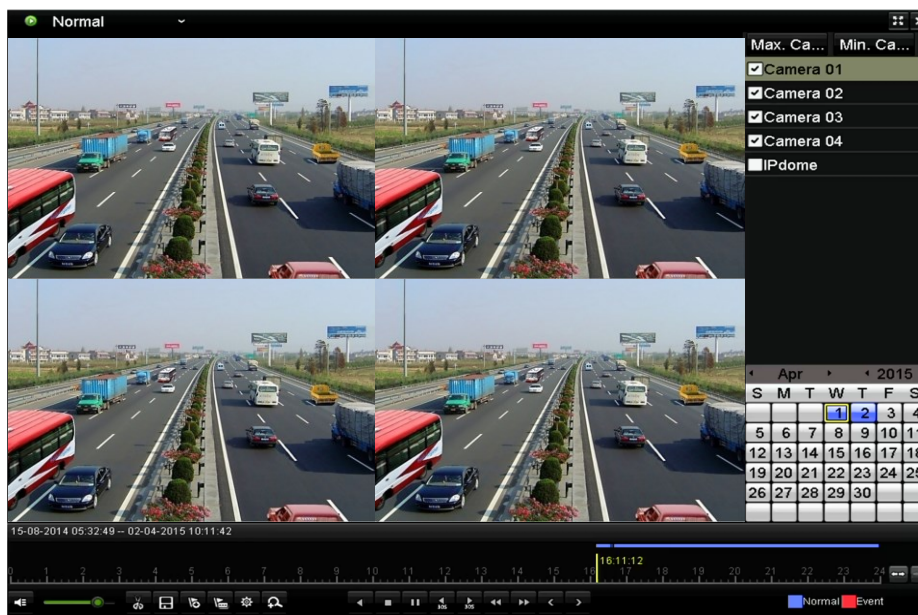 Normal
Max. Ca... Min. Ca...
Camera 01
Camera 02
Camera 03
Camera 04
IPdome
Apr 2015
S M T W T F S
1 2 3 4
5 6 7 8 9 10 11
12 13 14 15 16 17 18
19 20 21 22 23 24 25
26 27 28 29 30
15-08-2014 05:32:49 -- 02-04-2015 10:11:42
16:11:12
0 1 2 3 4 5 6 7 8 9 10 11 12 13 14 15 16 17 18 19 20 21 22 23 24
30S 30S
Normal Event